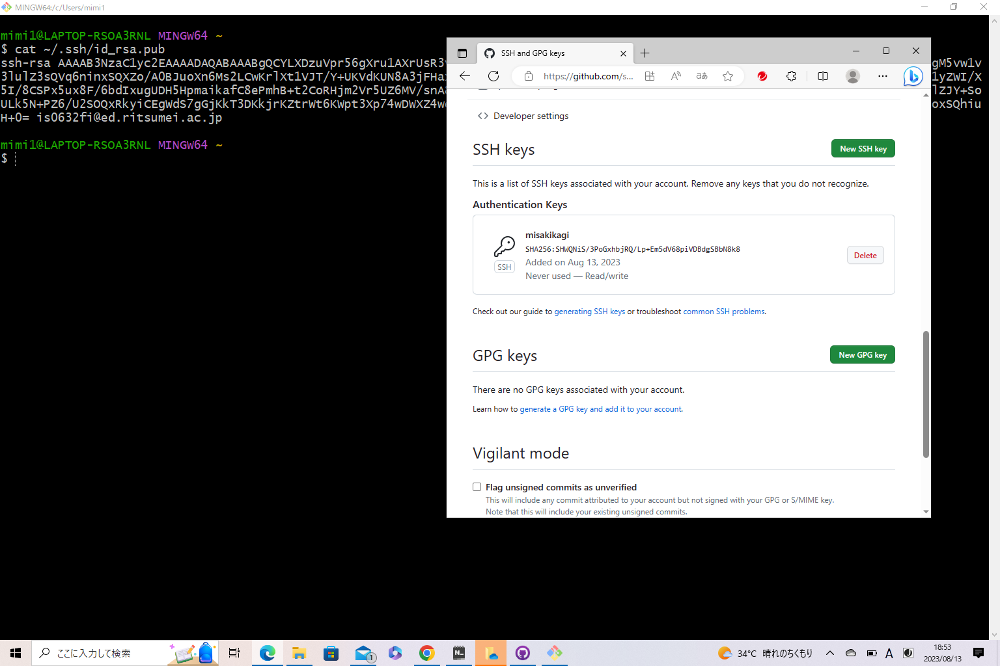 MINGW64:/c/Users/mimi1
mimi1@LAPTOP-RSOA3RNL MINGW64 ~
$ cat ~/.ssh/id_rsa.pub
ssh-rsa AAAAB3NzaC1yc2EAAAADAQABAAABgQCYLXDzuVpr56gXru1AXrUsR3 gM5vw1v
3lulZ3sQVq6ninxSQXZo/AOBJuoXn6Ms2LCwKrlXt1VJT/Y+UKVdKUN8A3jFHa 1yZWI/X
5I/8CSPx5ux8F/6bdIxugUDH5HpmaikafC8ePmhB+t2CoRHjm2Vr5UZ6MV/snA lZJY+So
ULk5N+PZ6/U2SOQxRkyiCEgWdS7gGjKkT3DKkjrKZtrWt6KWpt3Xp74wDWXZ4w oxSQhiu
H+O= is0632fi@ed.ritsumei.ac.jp
mimi1@LAPTOP-RSOA3RNL MINGW64 ~
$
SSH and GPG keys
https://github.com/s...
Developer settings
SSH keys
New SSH key
This is a list of SSH keys associated with your account. Remove any keys that you do not recognize.
Authentication Keys
misakikagi
SHA256:SHWQNiS/3PoGxhbjRQ/Lp+Em5dV68piVDBdgSBbN8k8
Added on Aug 13, 2023
Never used — Read/write
SSH
Delete
Check out our guide to generating SSH keys or troubleshoot common SSH problems.
GPG keys
New GPG key
There are no GPG keys associated with your account.
Learn how to generate a GPG key and add it to your account.
Vigilant mode
Flag unsigned commits as unverified
This will include any commit attributed to your account but not signed with your GPG or S/MIME key.
Note that this will include your existing unsigned commits.
ここに入力して検索
1
34°C 晴れのちくもり
A
18:53
2023/08/13